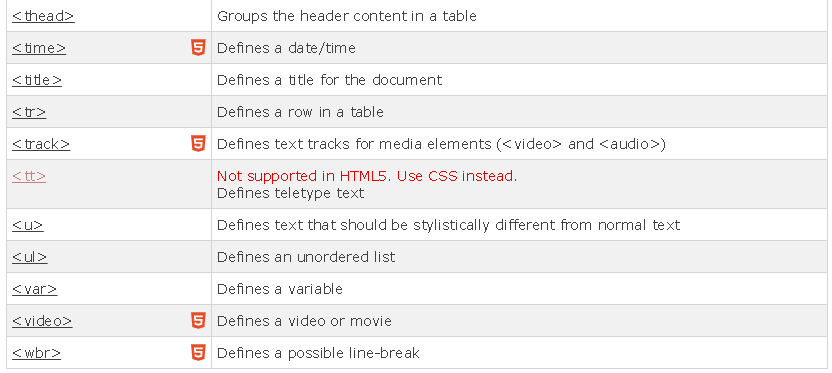 <thead> Groups the header content in a table
<time> 5 Defines a date/time
<title> Defines a title for the document
<tr> Defines a row in a table
<track> 5 Defines text tracks for media elements (<video> and <audio>)
<tt> Not supported in HTML5. Use CSS instead.
Defines teletype text
<u> Defines text that should be stylistically different from normal text
<ul> Defines an unordered list
<var> Defines a variable
<video> 5 Defines a video or movie
<wbr> 5 Defines a possible line-break